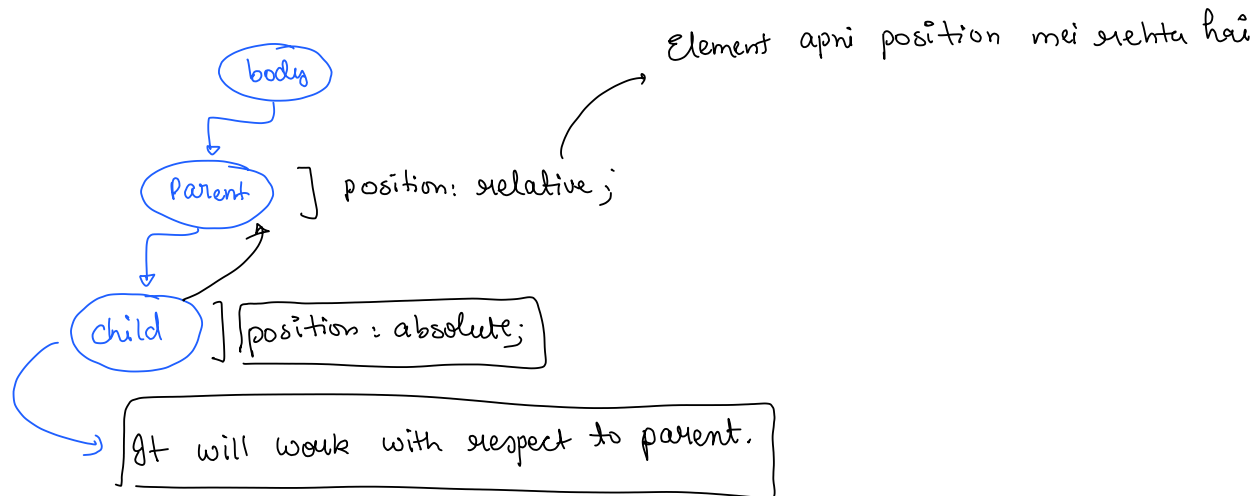 Element apni position mei rehta hai
body
Parent
position: relative;
child
position: absolute;
It will work with respect to parent.